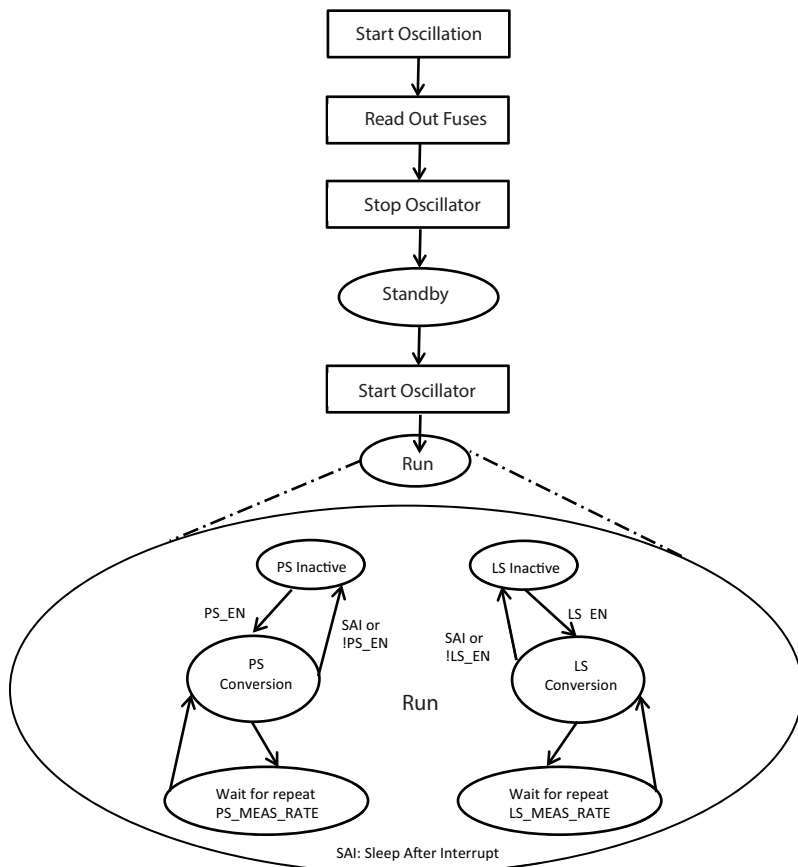 Start Oscillation
Read Out Fuses
Stop Oscillator
Standby
Start Oscillator
Run
PS Inactive
LS Inactive
PS_EN
SAI or
!PS_EN
SAI or
!LS_EN
LS_EN
PS
Conversion
Run
LS
Conversion
Wait for repeat
PS_MEAS_RATE
Wait for repeat
LS_MEAS_RATE
SAI: Sleep After Interrupt